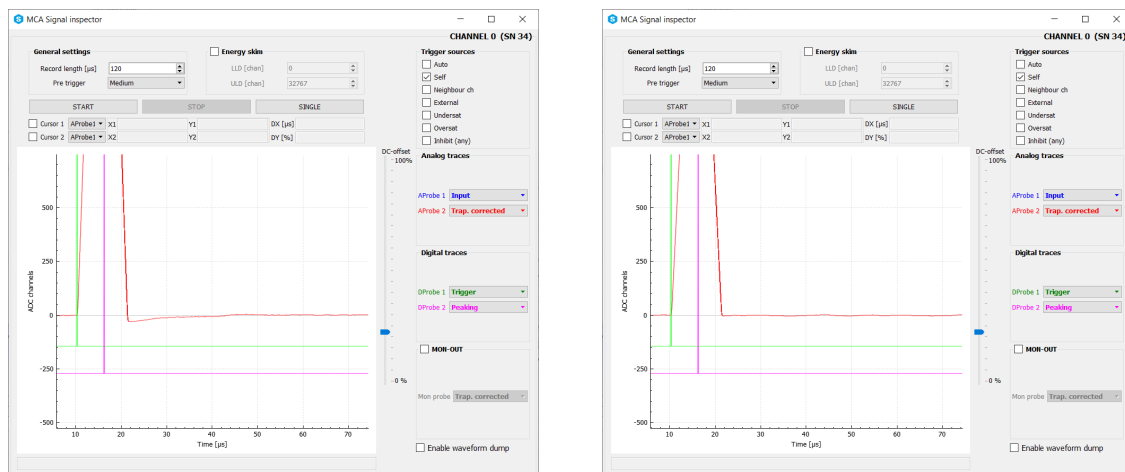 MCA Signal inspector
CHANNEL 0 (SN 34)
General settings
Record length [µs] 120
Pre trigger Medium
Energy skim
LLD [chan] 0
ULD [chan] 32767
Trigger sources
Auto
Self
Neighbour ch
External
Undersat
Oversat
Inhibit (any)
START STOP SINGLE
Cursor 1 AProbe1 X1 Y1 DX [µs]
Cursor 2 AProbe1 X2 Y2 DY [%]
DC-offset
100%
0 %
Analog traces
AProbe 1 Input
AProbe 2 Trap. corrected
Digital traces
DProbe 1 Trigger
DProbe 2 Peaking
MON-OUT
Mon probe Trap. corrected
Enable waveform dump
ADC channels
500
250
0
-250
-500
10 20 30 40 50 60 70
Time [µs]
MCA Signal inspector
CHANNEL 0 (SN 34)
General settings
Record length [µs] 120
Pre trigger Medium
Energy skim
LLD [chan] 0
ULD [chan] 32767
Trigger sources
Auto
Self
Neighbour ch
External
Undersat
Oversat
Inhibit (any)
START STOP SINGLE
Cursor 1 AProbe1 X1 Y1 DX [µs]
Cursor 2 AProbe1 X2 Y2 DY [%]
DC-offset
100%
0 %
Analog traces
AProbe 1 Input
AProbe 2 Trap. corrected
Digital traces
DProbe 1 Trigger
DProbe 2 Peaking
MON-OUT
Mon probe Trap. corrected
Enable waveform dump
ADC channels
500
250
0
-250
-500
10 20 30 40 50 60 70
Time [µs]